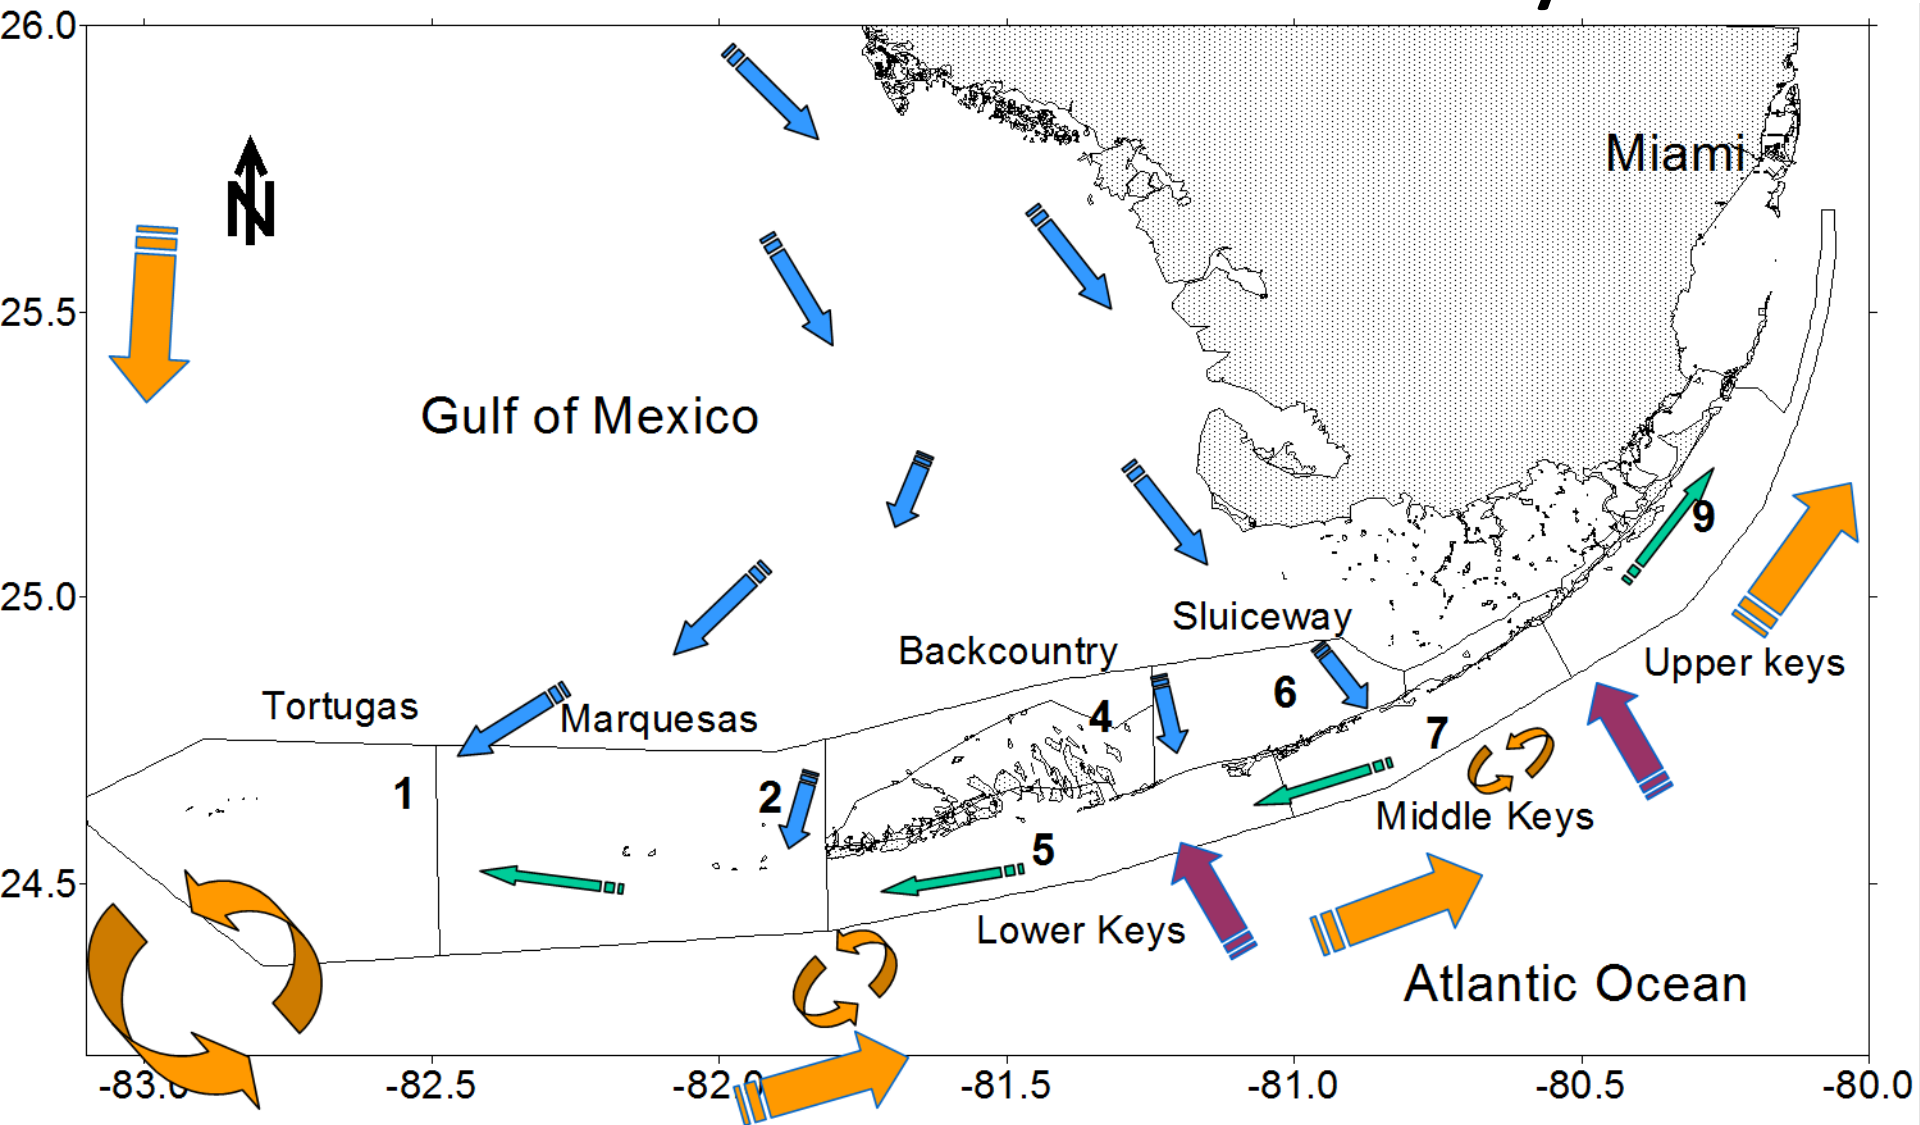 26.0
Miami
N
25.5
Gulf of Mexico
9
25.0
Sluiceway
Backcountry
Upper keys
Tortugas
Marquesas
6
4
7
1
2
Middle Keys
5
24.5
Lower Keys
Atlantic Ocean
-83.0 -82.5 -82.0 -81.5 -81.0 -80.5 -80.0